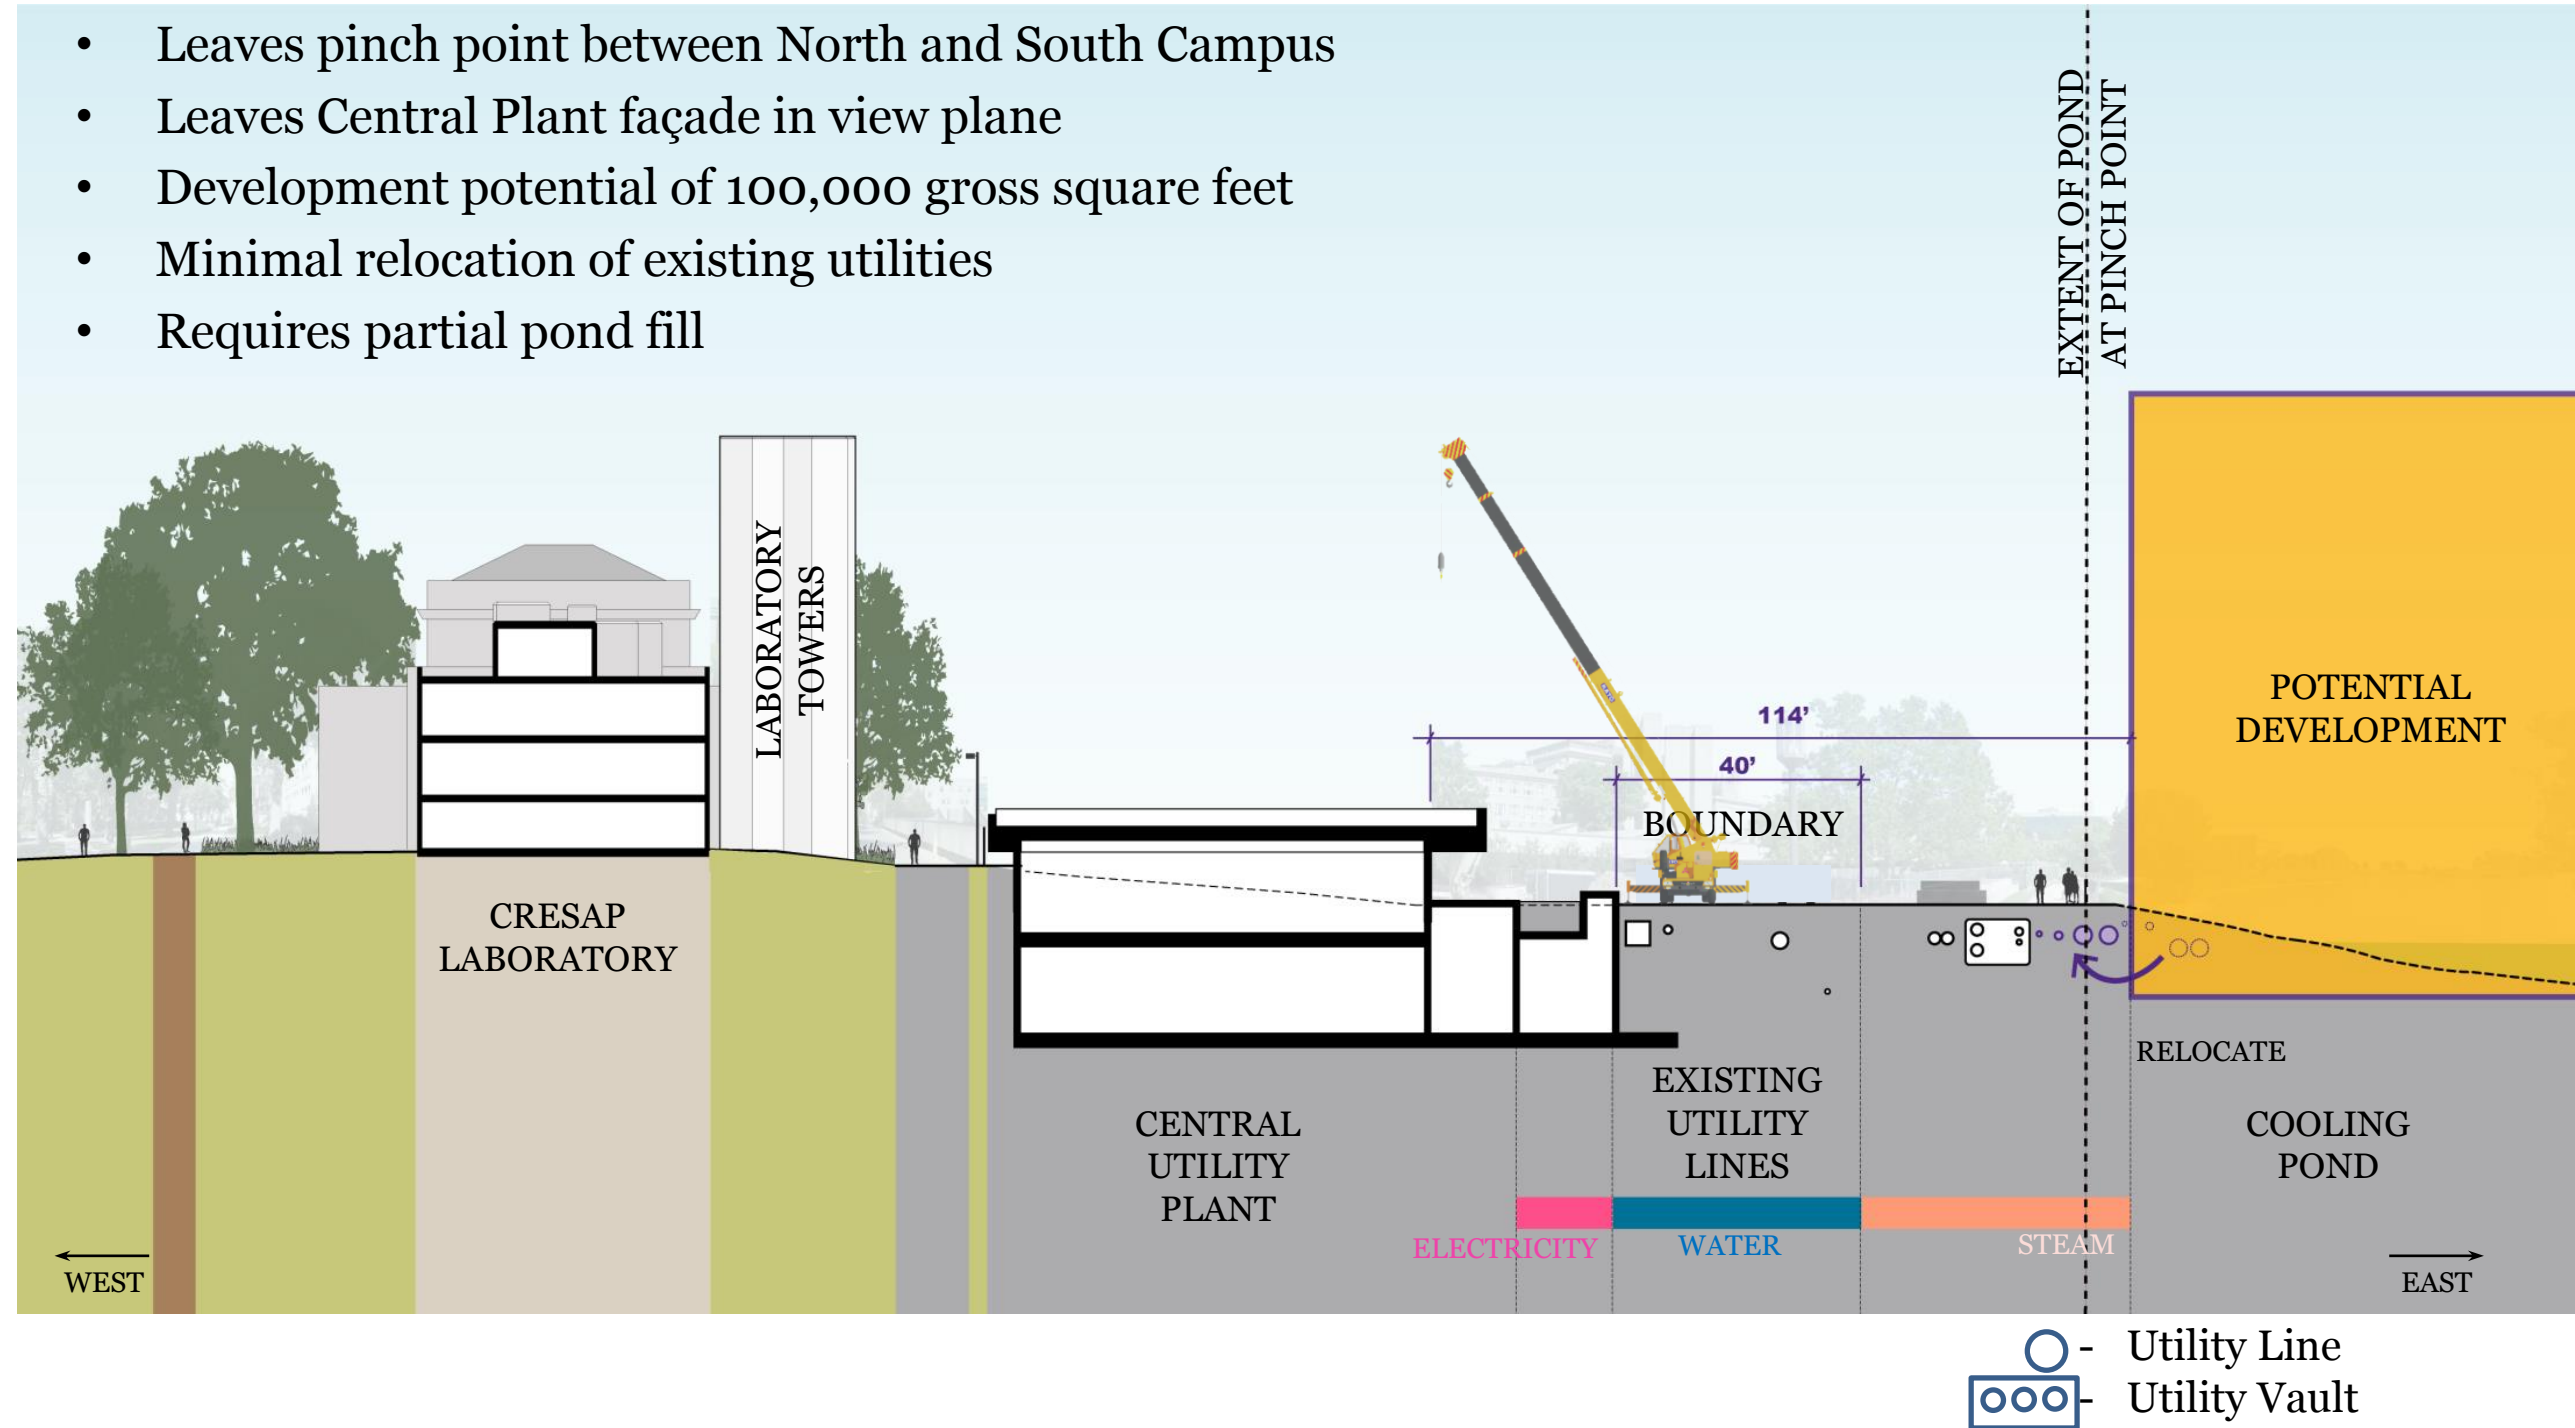 • Leaves pinch point between North and South Campus
• Leaves Central Plant façade in view plane
• Development potential of 100,000 gross square feet
• Minimal relocation of existing utilities
• Requires partial pond fill
EXTENT OF POND
AT PINCH POINT
LABORATORY
TOWERS
POTENTIAL
DEVELOPMENT
114’
40’
BOUNDARY
CRESAP
LABORATORY
RELOCATE
EXISTING
UTILITY
LINES
CENTRAL
UTILITY
PLANT
COOLING
POND
ELECTRICITY
WATER
STEAM
WEST
EAST
- Utility Line
- Utility Vault